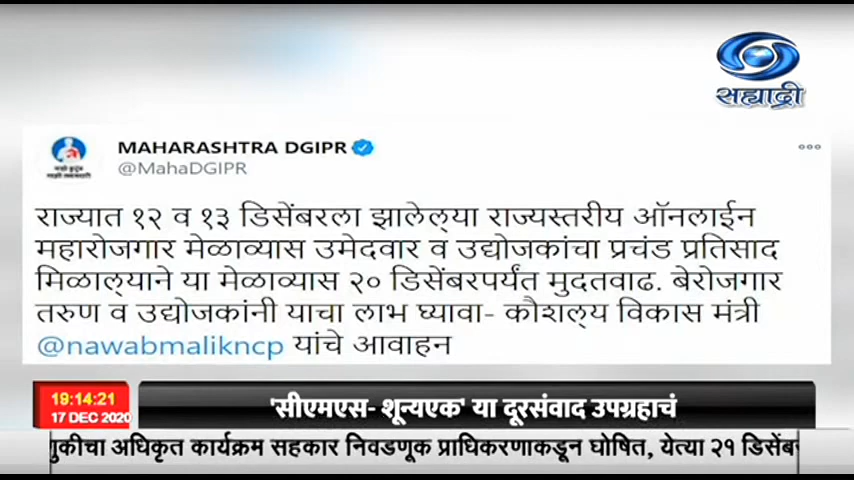 सह्याद्री
MAHARASHTRA DGIPR
@MahaDGIPR
राज्यात १२ व १३ डिसेंबरला झालेल्या राज्यस्तरीय ऑनलाईन
महारोजगार मेळाव्यास उमेदवार व उद्योजकांचा प्रचंड प्रतिसाद
मिळाल्याने या मेळाव्यास २० डिसेंबरपर्यंत मुदतवाढ. बेरोजगार
तरुण व उद्योजकांनी याचा लाभ घ्यावा- कौशल्य विकास मंत्री
@nawabmalikncp यांचे आवाहन
19:14:21
17 DEC 2020
'सीएमएस- शून्यएक' या दूरसंवाद उपग्रहाचं
अधिकृत कार्यक्रम सहकार निवडणूक प्राधिकरणाकडून घोषित, येत्या २१